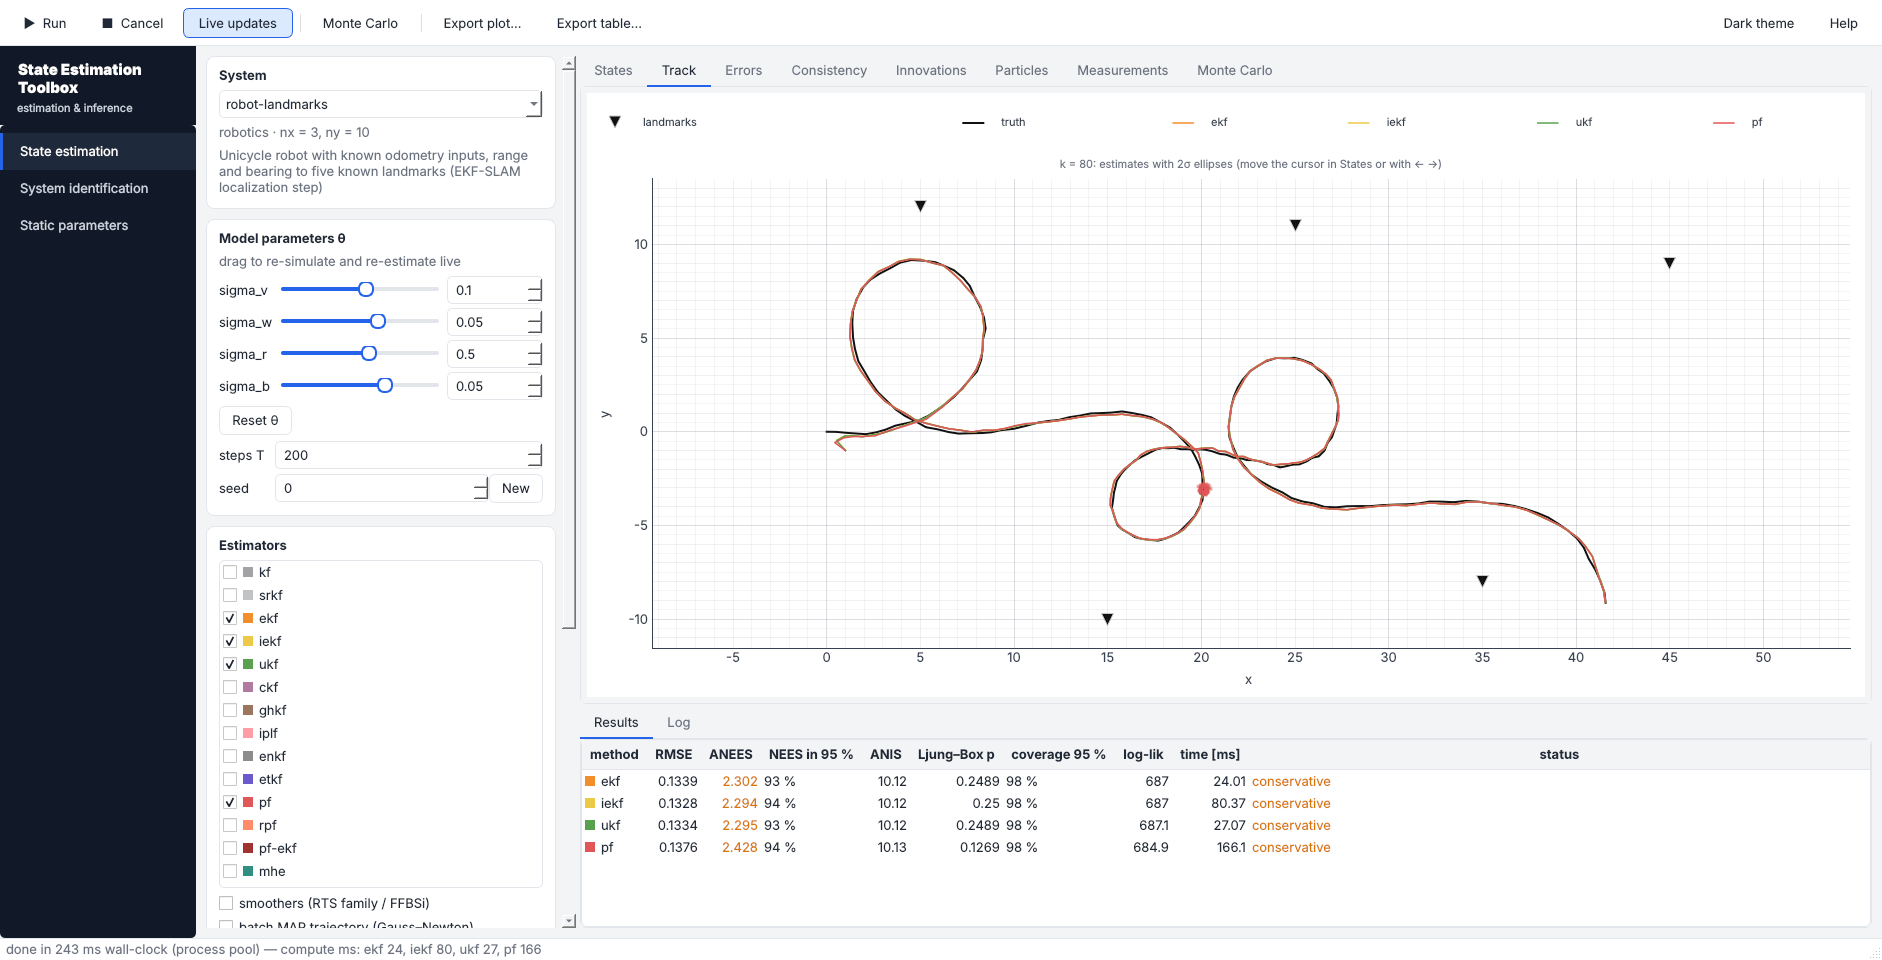 Run
Cancel
Live updates
Monte Carlo
Export plot...
Export table...
Dark theme
Help
State Estimation
Toolbox
estimation & inference
State estimation
System identification
Static parameters
System
robot-landmarks
robotics · nx = 3, ny = 10
Unicycle robot with known odometry inputs, range
and bearing to five known landmarks (EKF-SLAM
localization step)
Model parameters θ
drag to re-simulate and re-estimate live
sigma_v 0.1
sigma_w 0.05
sigma_r 0.5
sigma_b 0.05
Reset θ
steps T 200
seed 0 New
Estimators
kf
srkf
ekf
iekf
ukf
ckf
ghkf
iplf
enkf
etkf
pf
rpf
pf-ekf
mhe
smoothers (RTS family / FFBSi)
batch MAP trajectory (Gauss–Newton)
States Track Errors Consistency Innovations Particles Measurements Monte Carlo
landmarks truth ekf iekf ukf pf
k = 80: estimates with 2σ ellipses (move the cursor in States or with ← →)
10
5
0
-5
-10
y
-5 0 5 10 15 20 25 30 35 40 45 50
x
Results Log
method RMSE ANEES NEES in 95 % ANIS Ljung–Box p coverage 95 % log-lik time [ms] status
ekf 0.1339 2.302 93 % 10.12 0.2489 98 % 687 24.01 conservative
iekf 0.1328 2.294 94 % 10.12 0.25 98 % 687 80.37 conservative
ukf 0.1334 2.295 93 % 10.12 0.2489 98 % 687.1 27.07 conservative
pf 0.1376 2.428 94 % 10.13 0.1269 98 % 684.9 166.1 conservative
done in 243 ms wall-clock (process pool) — compute ms: ekf 24, iekf 80, ukf 27, pf 166